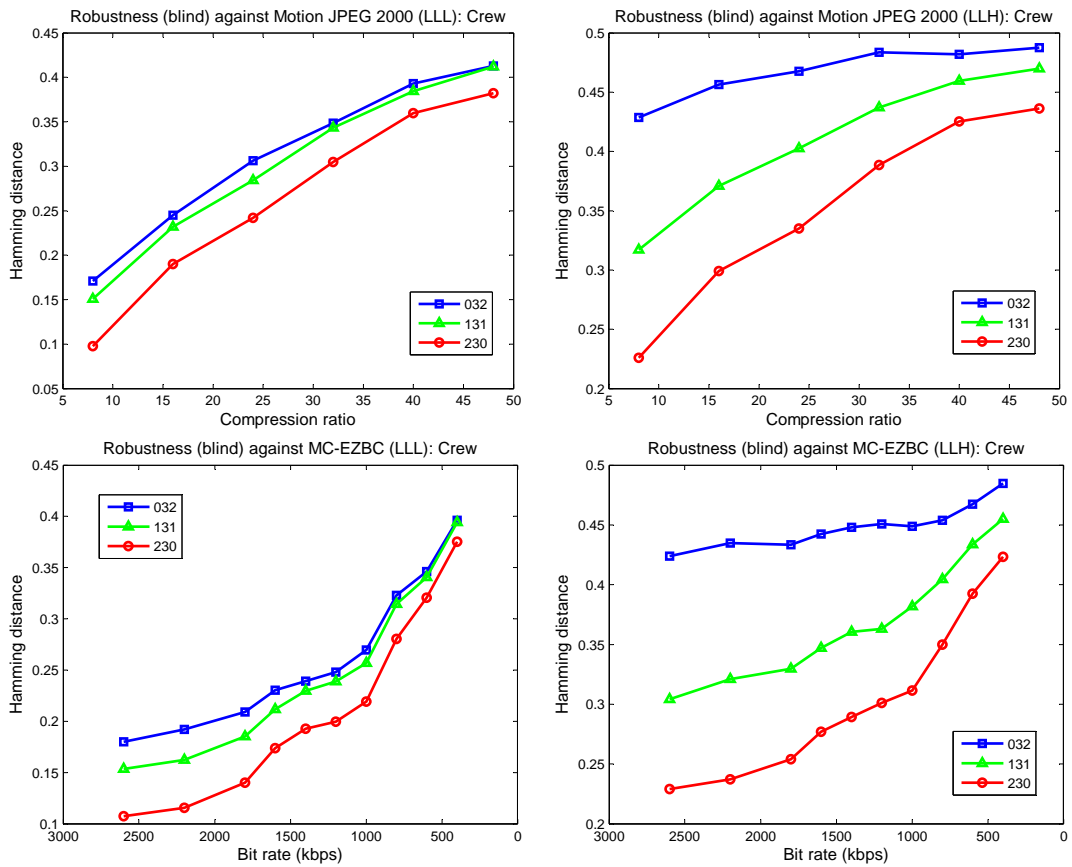 Robustness (blind) against Motion JPEG 2000 (LLL): Crew
0.45
0.4
0.35
0.3
0.25
0.2
0.15
0.1
0.05
Hamming distance
032
131
230
5 10 15 20 25 30 35 40 45 50
Compression ratio
Robustness (blind) against Motion JPEG 2000 (LLH): Crew
0.5
0.45
0.4
0.35
0.3
0.25
0.2
Hamming distance
032
131
230
5 10 15 20 25 30 35 40 45 50
Compression ratio
Robustness (blind) against MC-EZBC (LLL): Crew
0.45
0.4
0.35
0.3
0.25
0.2
0.15
0.1
Hamming distance
032
131
230
3000 2500 2000 1500 1000 500 0
Bit rate (kbps)
Robustness (blind) against MC-EZBC (LLH): Crew
0.5
0.45
0.4
0.35
0.3
0.25
0.2
Hamming distance
032
131
230
3000 2500 2000 1500 1000 500 0
Bit rate (kbps)